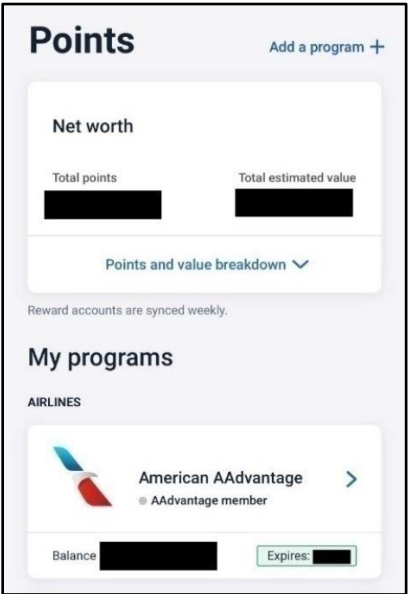 Points
Add a program +
Net worth
Total points
Total estimated value
Points and value breakdown
Reward accounts are synced weekly.
My programs
AIRLINES
American AAdvantage
AAdvantage member
Balance
Expires: